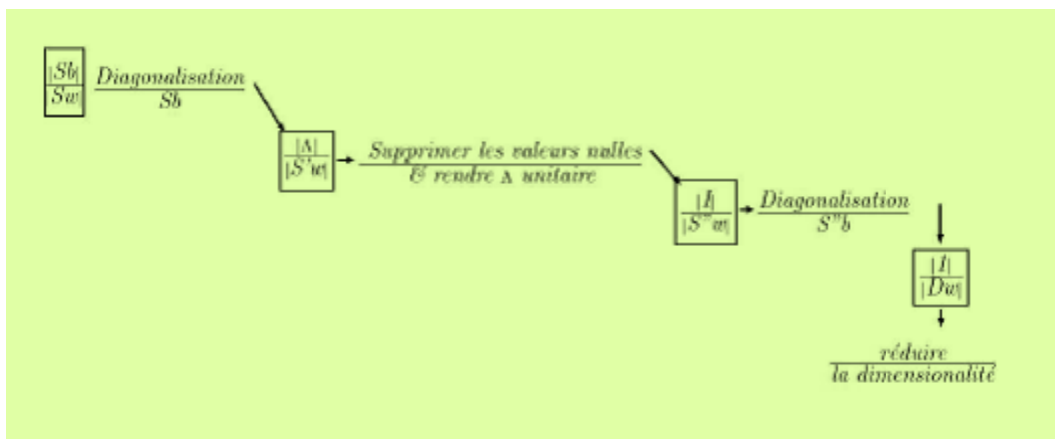 |Sb|
Sw|
Diagonalisation
Sb
|Λ|
|S'w|
Supprimer les valeurs nulles
& rendre Λ unitaire
|I|
|S"w|
Diagonalisation
S"b
|I|
|Dw|
réduire
la dimensionalité